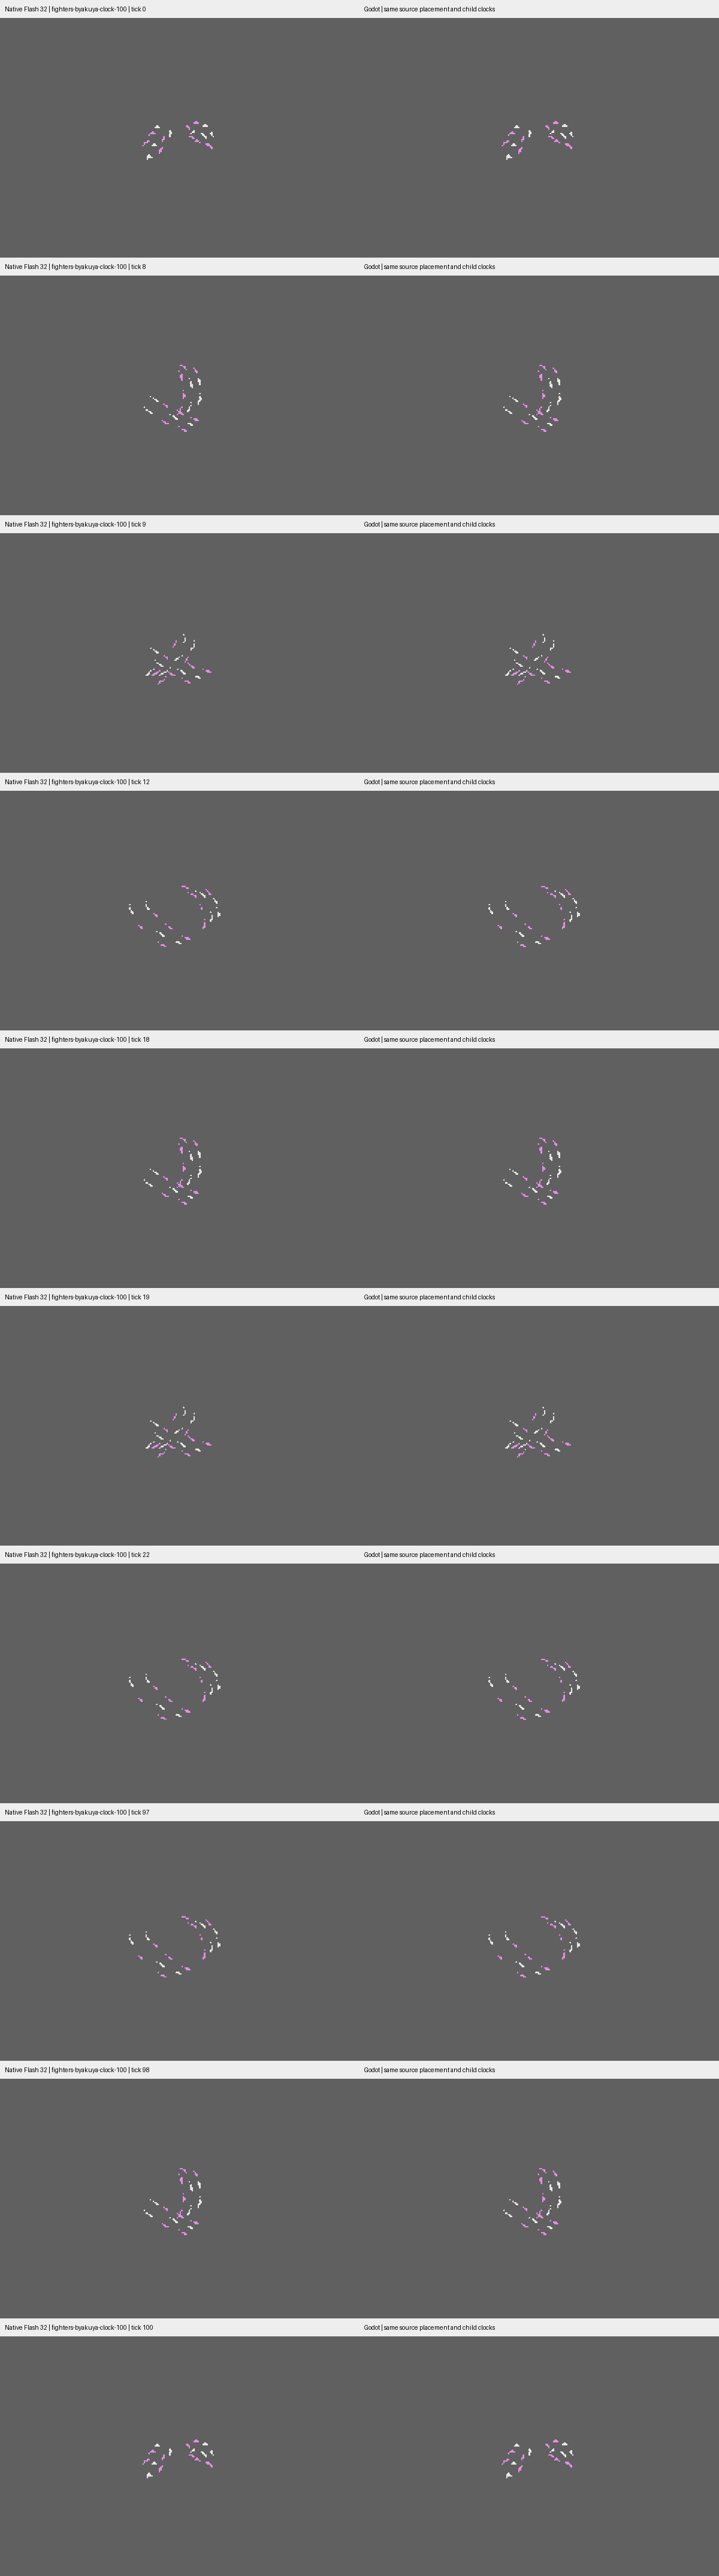 Native Flash 32 | fighters-byakuya-clock-100 | tick 0
Godot | same source placement and child clocks
Native Flash 32 | fighters-byakuya-clock-100 | tick 8
Godot | same source placement and child clocks
Native Flash 32 | fighters-byakuya-clock-100 | tick 9
Godot | same source placement and child clocks
Native Flash 32 | fighters-byakuya-clock-100 | tick 12
Godot | same source placement and child clocks
Native Flash 32 | fighters-byakuya-clock-100 | tick 18
Godot | same source placement and child clocks
Native Flash 32 | fighters-byakuya-clock-100 | tick 19
Godot | same source placement and child clocks
Native Flash 32 | fighters-byakuya-clock-100 | tick 22
Godot | same source placement and child clocks
Native Flash 32 | fighters-byakuya-clock-100 | tick 97
Godot | same source placement and child clocks
Native Flash 32 | fighters-byakuya-clock-100 | tick 98
Godot | same source placement and child clocks
Native Flash 32 | fighters-byakuya-clock-100 | tick 100
Godot | same source placement and child clocks